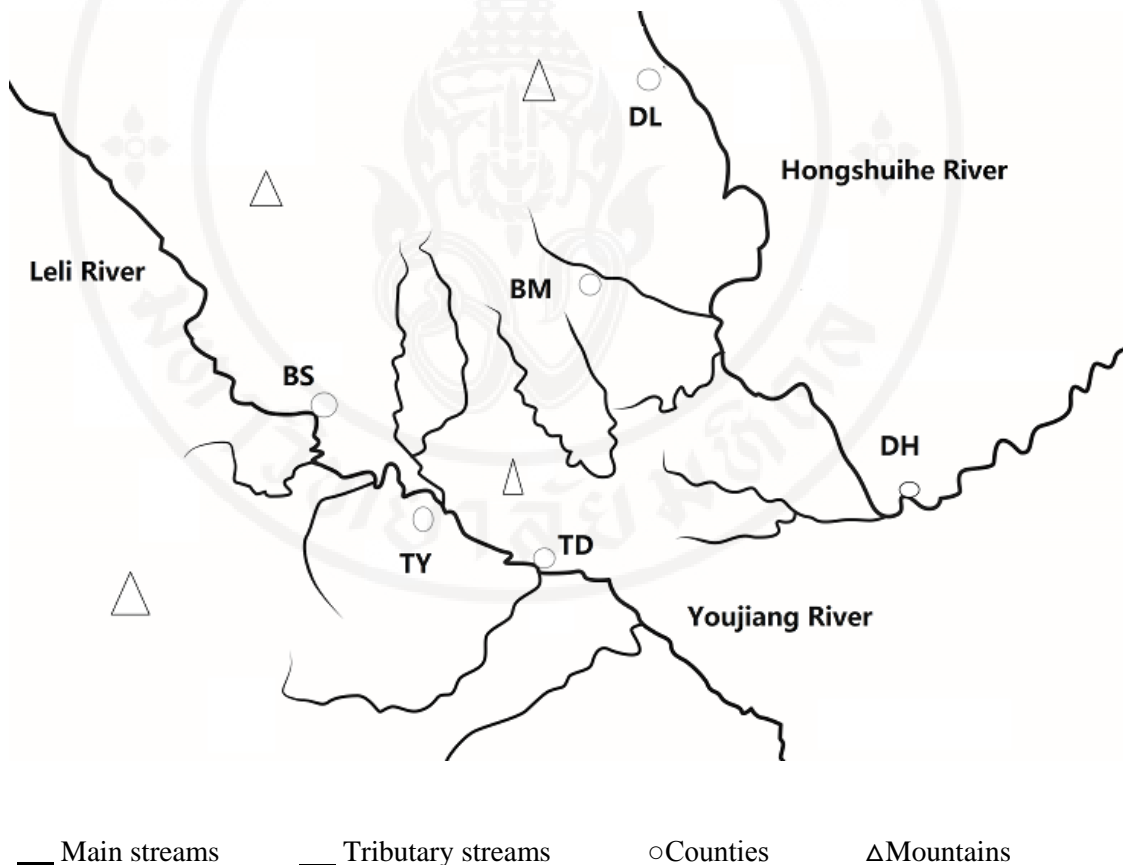 DL
Hongshuihe River
Leli River
BM
BS
DH
TD
TY
Youjiang River
Main streams Tributary streams ○Counties △Mountains